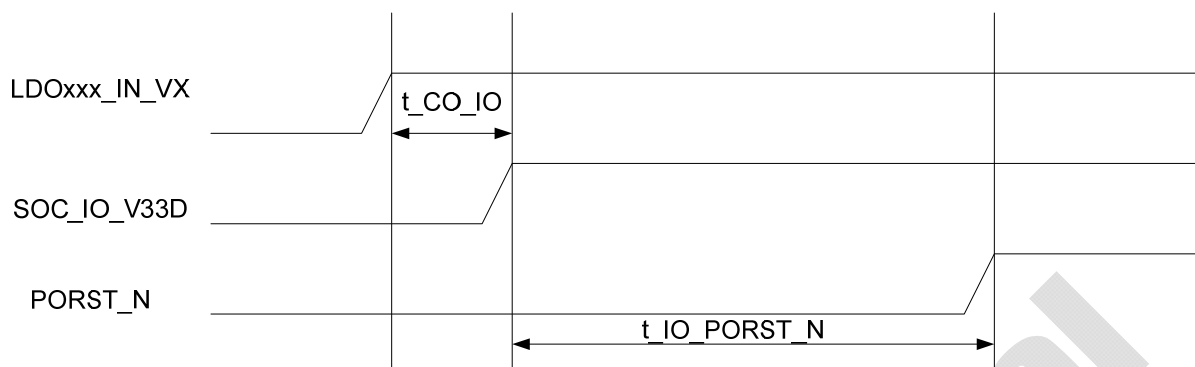 LDOxxx_IN_VX
t_CO_IO
SOC_IO_V33D
PORST_N
t_IO_PORST_N